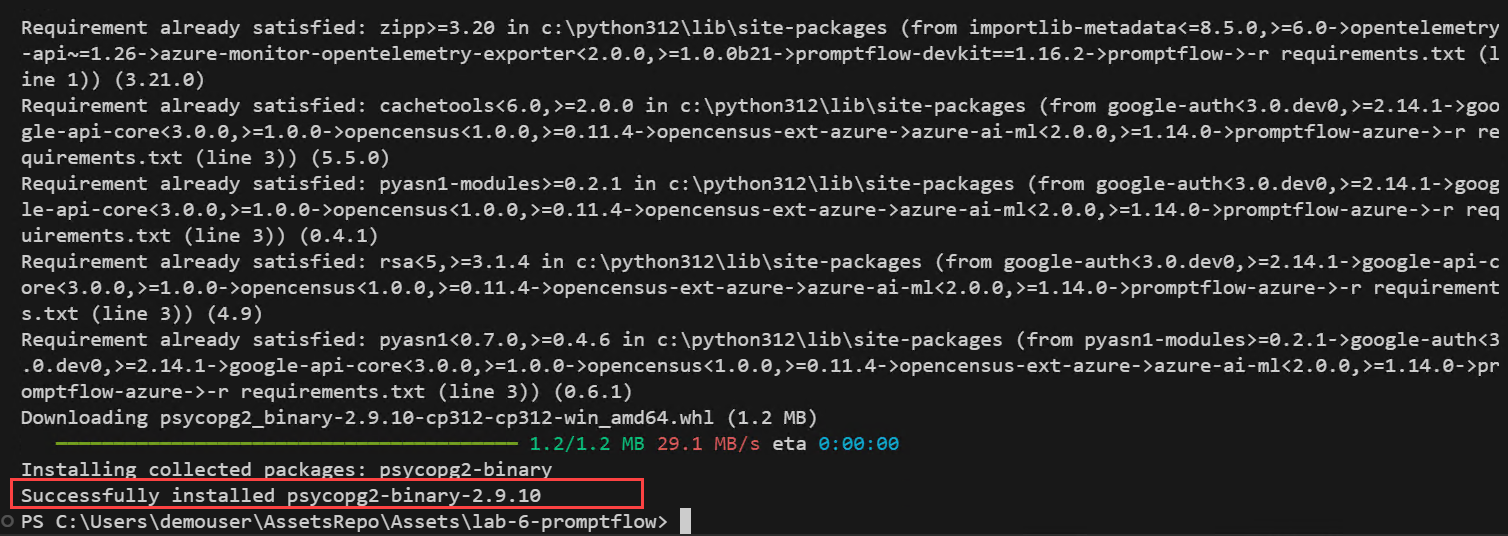 Requirement already satisfied: zipp>=3.20 in c:\python312\lib\site-packages (from importlib-metadata<=8.5.0,>=6.0->opentelemetry
-api~=1.26->azure-monitor-opentelemetry-exporter<2.0.0,>=1.0.0b21->promptflow-devkit==1.16.2->promptflow->-r requirements.txt (l
ine 1)) (3.21.0)
Requirement already satisfied: cachetools<6.0,>=2.0.0 in c:\python312\lib\site-packages (from google-auth<3.0.dev0,>=2.14.1->goo
gle-api-core<3.0.0,>=1.0.0->opencensus<1.0.0,>=0.11.4->opencensus-ext-azure->azure-ai-ml<2.0.0,>=1.14.0->promptflow-azure->-r re
quirements.txt (line 3)) (5.5.0)
Requirement already satisfied: pyasn1-modules>=0.2.1 in c:\python312\lib\site-packages (from google-auth<3.0.dev0,>=2.14.1->goog
le-api-core<3.0.0,>=1.0.0->opencensus<1.0.0,>=0.11.4->opencensus-ext-azure->azure-ai-ml<2.0.0,>=1.14.0->promptflow-azure->-r req
uirements.txt (line 3)) (0.4.1)
Requirement already satisfied: rsa<5,>=3.1.4 in c:\python312\lib\site-packages (from google-auth<3.0.dev0,>=2.14.1->google-api-c
ore<3.0.0,>=1.0.0->opencensus<1.0.0,>=0.11.4->opencensus-ext-azure->azure-ai-ml<2.0.0,>=1.14.0->promptflow-azure->-r requirement
s.txt (line 3)) (4.9)
Requirement already satisfied: pyasn1<0.7.0,>=0.4.6 in c:\python312\lib\site-packages (from pyasn1-modules>=0.2.1->google-auth<3
.0.dev0,>=2.14.1->google-api-core<3.0.0,>=1.0.0->opencensus<1.0.0,>=0.11.4->opencensus-ext-azure->azure-ai-ml<2.0.0,>=1.14.0->pr
omptflow-azure->-r requirements.txt (line 3)) (0.6.1)
Downloading psycopg2_binary-2.9.10-cp312-cp312-win_amd64.whl (1.2 MB)
1.2/1.2 MB 29.1 MB/s eta 0:00:00
Installing collected packages: psycopg2-binary
Successfully installed psycopg2-binary-2.9.10
PS C:\Users\demouser\AssetsRepo\Assets\lab-6-promptflow>